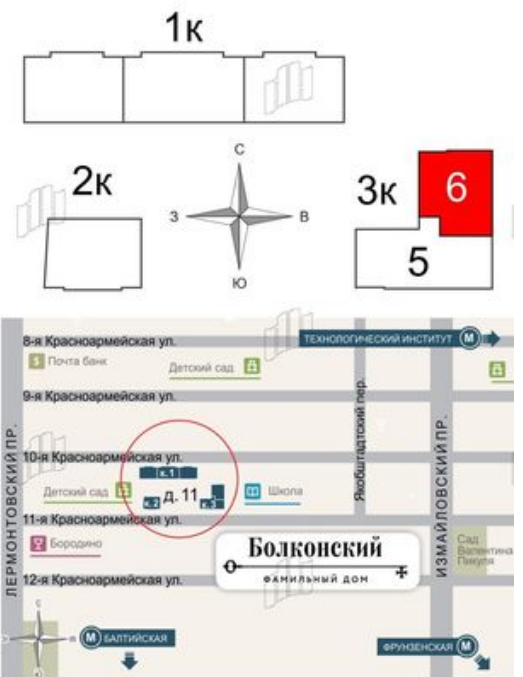 1к
С
2к
З
В
3к
6
Ю
5
8-я Красноармейская ул.
ТЕХНОЛОГИЧЕСКИЙ ИНСТИТУТ М
$ Почта банк
Детский сад
9-я Красноармейская ул.
Якобштадтский пер.
ЛЕРМОНТОВСКИЙ ПР.
ИЗМАЙЛОВСКИЙ ПР.
10-я Красноармейская ул.
к. 1
Детский сад
к. 2
д. 11
к. 3
Школа
11-я Красноармейская ул.
Бородино
Болконский
ФАМИЛЬНЫЙ ДОМ
Сад
Валентина
Пикуля
12-я Красноармейская ул.
М БАЛТИЙСКАЯ
ФРУНЗЕНСКАЯ М